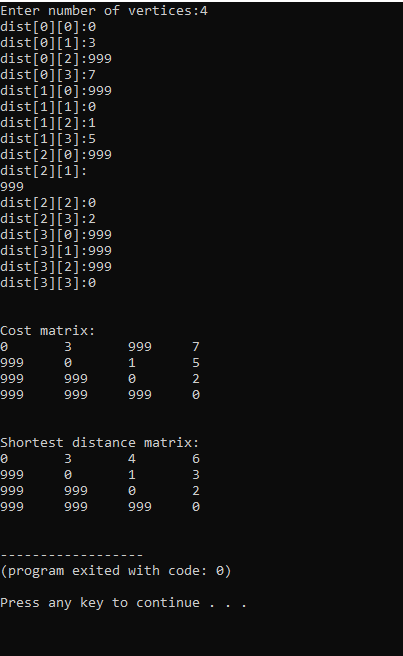 Enter number of vertices:4
dist[0][0]:0
dist[0][1]:3
dist[0][2]:999
dist[0][3]:7
dist[1][0]:999
dist[1][1]:0
dist[1][2]:1
dist[1][3]:5
dist[2][0]:999
dist[2][1]:
999
dist[2][2]:0
dist[2][3]:2
dist[3][0]:999
dist[3][1]:999
dist[3][2]:999
dist[3][3]:0
Cost matrix:
0 3 999 7
999 0 1 5
999 999 0 2
999 999 999 0
Shortest distance matrix:
0 3 4 6
999 0 1 3
999 999 0 2
999 999 999 0
------------------
(program exited with code: 0)
Press any key to continue . . .